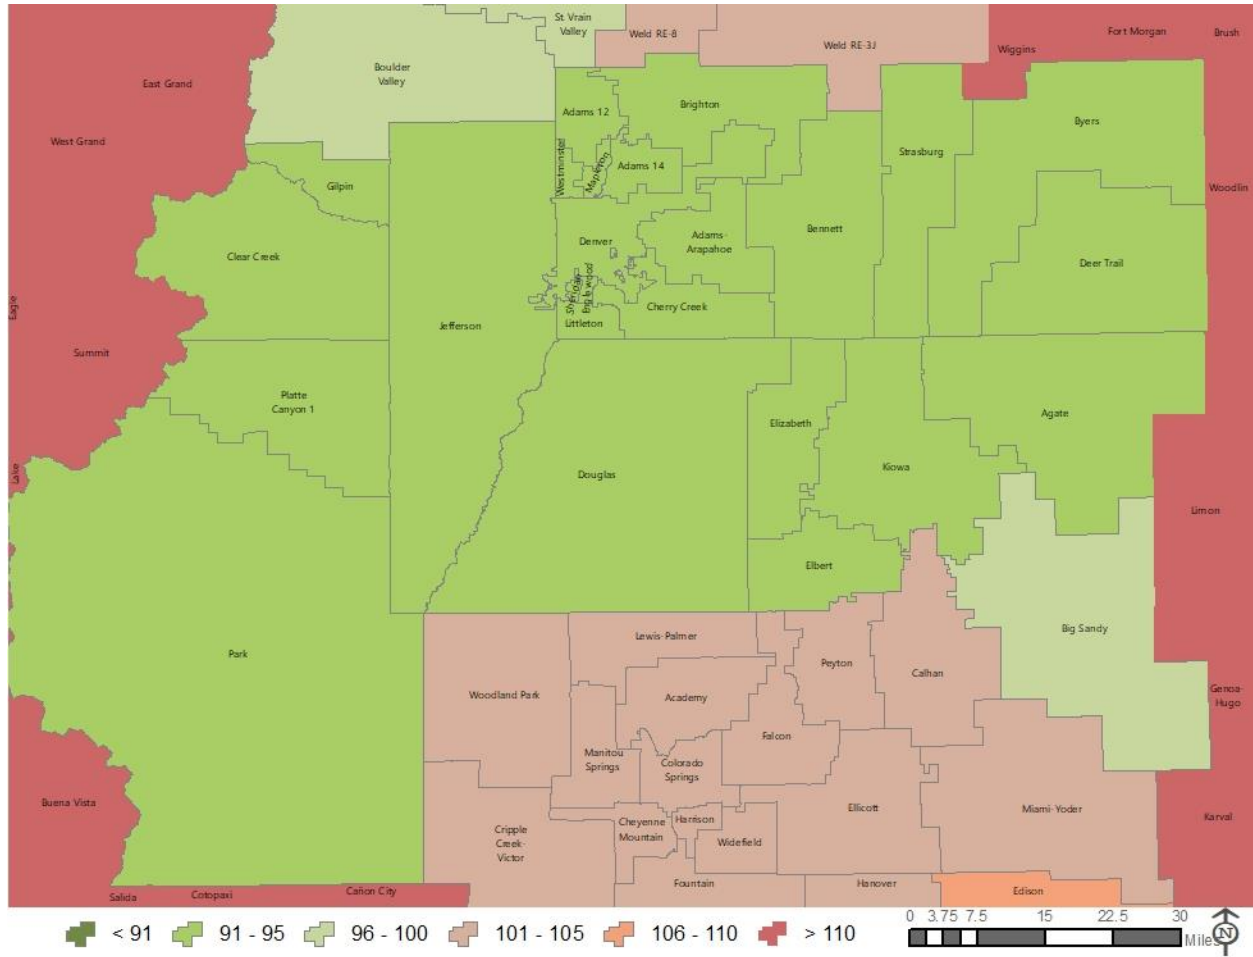 St. Vrain
Valley
Weld RE-8
Weld RE-3J
Wiggins
Fort Morgan
Brush
East Grand
Boulder
Valley
West Grand
Adams 12
Brighton
Strasburg
Byers
Westminster
Mapleton
Adams 14
Gilpin
Woodlin
Clear Creek
Denver
Adams-
Arapahoe
Bennett
Deer Trail
Eagle
Sheridan
Englewood
Cherry Creek
Littleton
Jefferson
Summit
Platte
Canyon 1
Elizabeth
Agate
Kiowa
Douglas
Lake
Limon
Elbert
Park
Lewis-Palmer
Big Sandy
Peyton
Calhan
Woodland Park
Academy
Genoa-
Hugo
Falcon
Manitou
Springs
Colorado
Springs
Buena Vista
Ellicott
Miami-Yoder
Karval
Cripple
Creek-
Victor
Cheyenne
Mountain
Harrison
Widefield
Salida
Cotopaxi
Cañon City
Fountain
Hanover
Edison
< 91
91 - 95
96 - 100
101 - 105
106 - 110
> 110
0 3.75 7.5 15 22.5 30
Miles
N